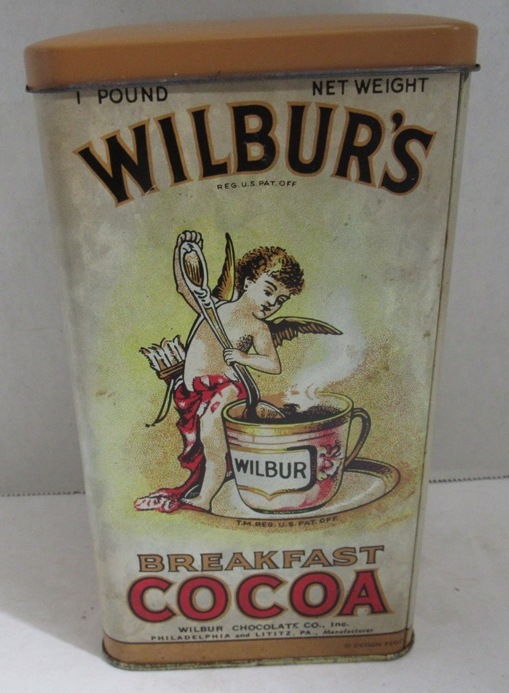 1 POUND NET WEIGHT
WILBUR'S
REG. U.S. PAT. OFF
WILBUR
T.M. REG. U.S. PAT. OFF.
BREAKFAST
COCOA
WILBUR CHOCOLATE CO., Inc.
PHILADELPHIA and LITITZ, PA., Manufacturer